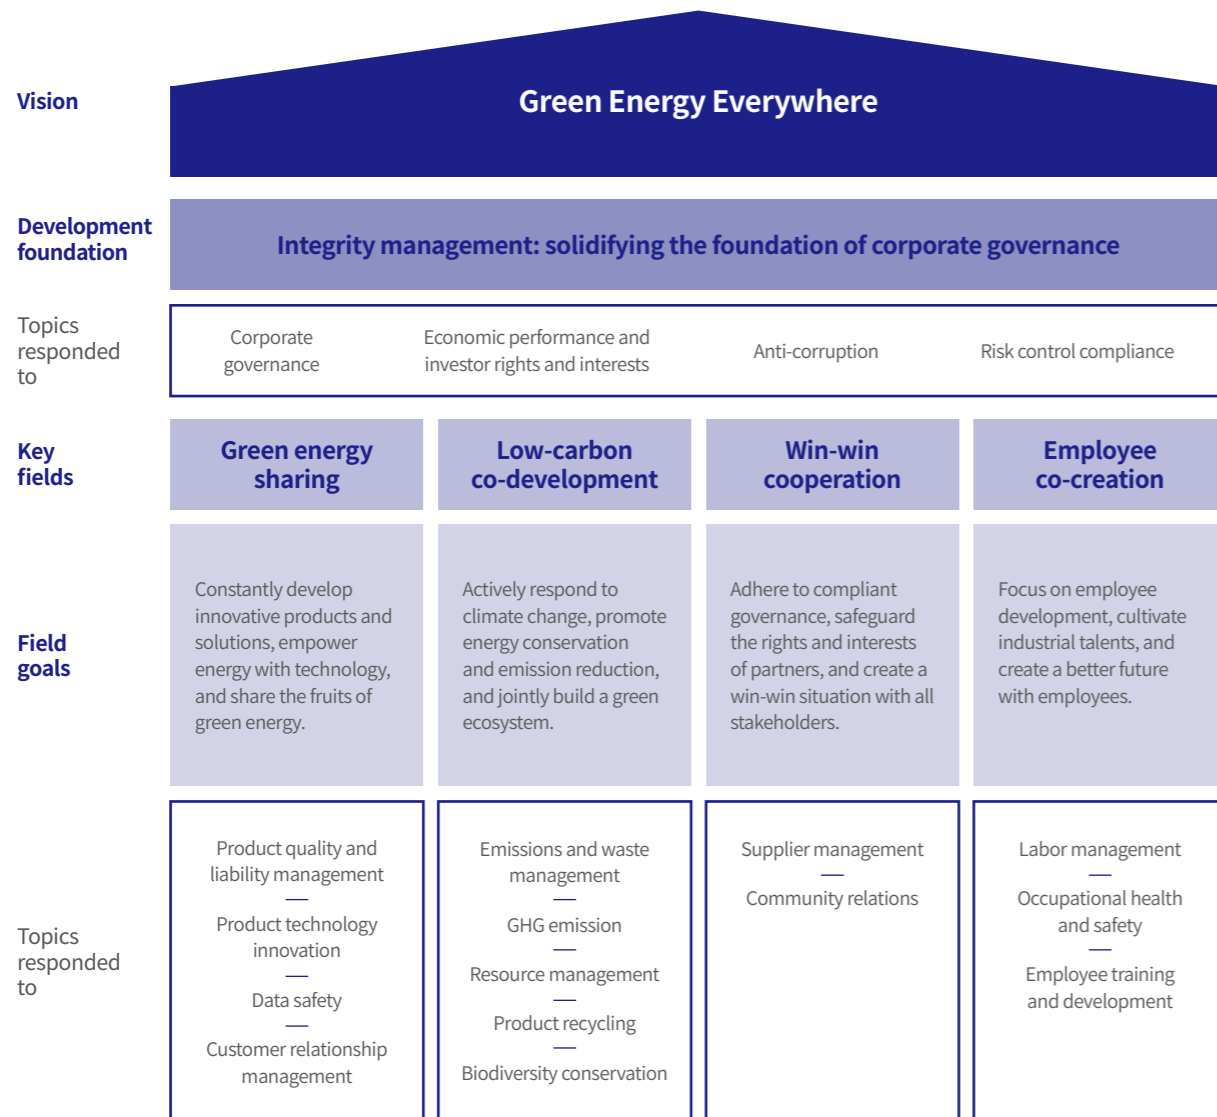 Vision
Green Energy Everywhere
Development
foundation
Integrity management: solidifying the foundation of corporate governance
Topics
responded
to
Corporate
governance
Economic performance and
investor rights and interests
Anti-corruption
Risk control compliance
Key
fields
Green energy
sharing
Low-carbon
co-development
Win-win
cooperation
Employee
co-creation
Field
goals
Constantly develop
innovative products and
solutions, empower
energy with technology,
and share the fruits of
green energy.
Actively respond to
climate change, promote
energy conservation
and emission reduction,
and jointly build a green
ecosystem.
Adhere to compliant
governance, safeguard
the rights and interests
of partners, and create a
win-win situation with all
stakeholders.
Focus on employee
development, cultivate
industrial talents, and
create a better future
with employees.
Topics
responded
to
Product quality and
liability management
Product technology
innovation
Data safety
Customer relationship
management
Emissions and waste
management
GHG emission
Resource management
Product recycling
Biodiversity conservation
Supplier management
Community relations
Labor management
Occupational health
and safety
Employee training
and development